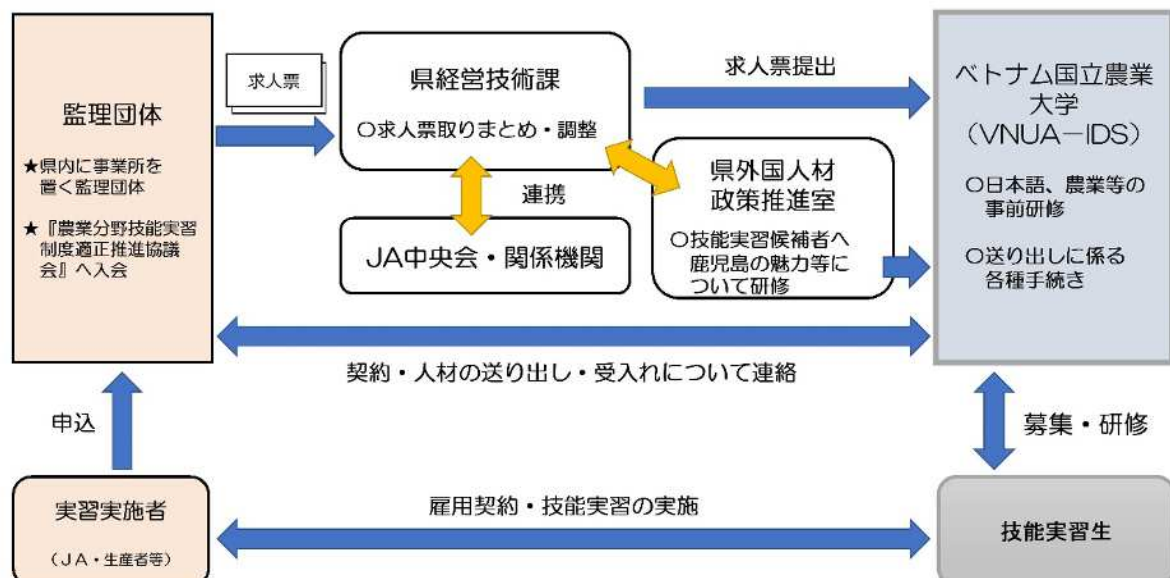 監理団体
★県内に事業所を
置く監理団体
★『農業分野技能実習
制度適正推進協議
会』へ入会
求人票
県経営技術課
〇求人票取りまとめ・調整
連携
JA中央会・関係機関
求人票提出
県外国人材
政策推進室
〇技能実習候補者へ
鹿児島の魅力等に
ついて研修
ベトナム国立農業
大学
（VNUA－IDS）
〇日本語、農業等の
事前研修
〇送り出しに係る
各種手続き
契約・人材の送り出し・受入れについて連絡
申込
募集・研修
実習実施者
（JA・生産者等）
雇用契約・技能実習の実施
技能実習生